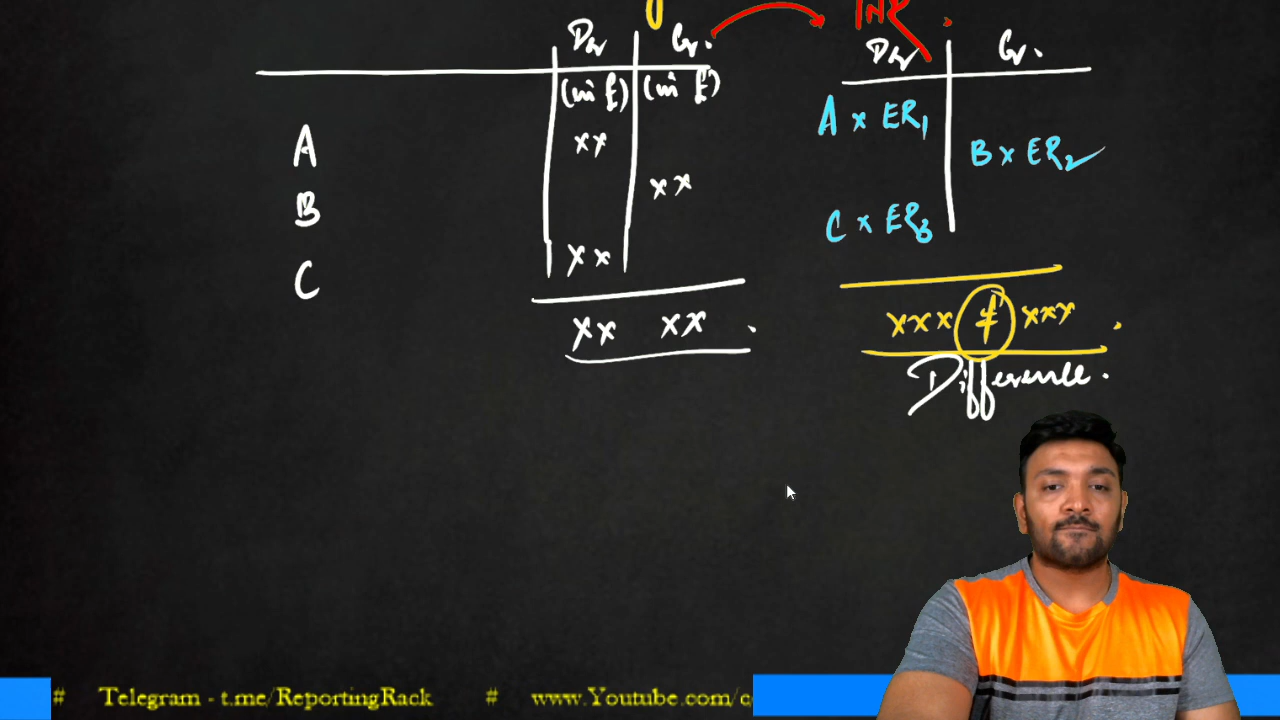 INR.
Dr Cr. Dr Cr.
(in £) (in £)
A xx A x ER1
B xx B x ER2
C xx C x ER3
xx xx . xxx ≠ xxx .
Difference.
# Telegram - t.me/ReportingRack # www.Youtube.com/c